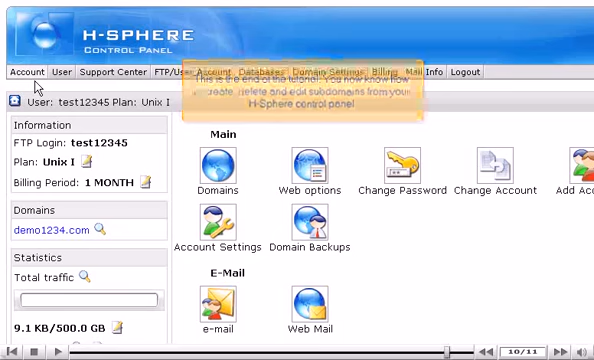 H-SPHERE
CONTROL PANEL
Account User Support Center FTP/User Account Databases Domain Settings Billing Mail Info Logout
This is the end of the tutorial. You now know how
create, delete and edit subdomains from your
H-Sphere control panel
User: test12345 Plan: Unix I
Information
FTP Login: test12345
Plan: Unix I
Billing Period: 1 MONTH
Domains
demo1234.com
Statistics
Total traffic
9.1 KB/500.0 GB
Main
Domains Web options Change Password Change Account Add Acc
Account Settings Domain Backups
E-Mail
e-mail Web Mail
10/11